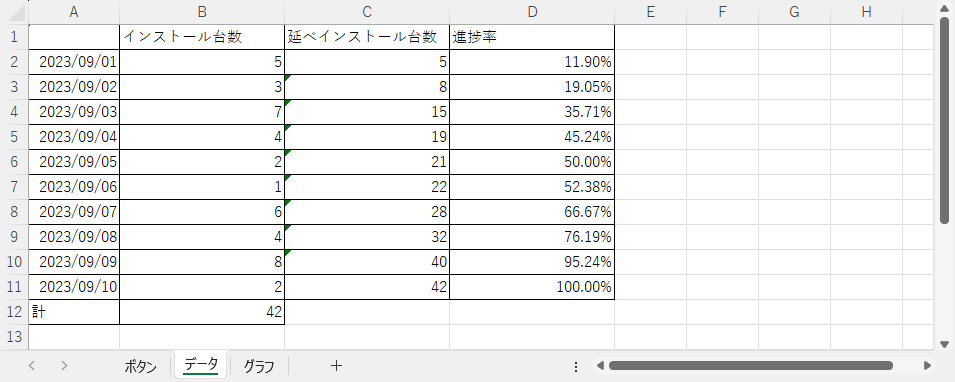 A B C D E F G H
1 インストール台数 延べインストール台数 進捗率
2 2023/09/01 5 5 11.90%
3 2023/09/02 3 8 19.05%
4 2023/09/03 7 15 35.71%
5 2023/09/04 4 19 45.24%
6 2023/09/05 2 21 50.00%
7 2023/09/06 1 22 52.38%
8 2023/09/07 6 28 66.67%
9 2023/09/08 4 32 76.19%
10 2023/09/09 8 40 95.24%
11 2023/09/10 2 42 100.00%
12 計 42
13
ボタン データ グラフ